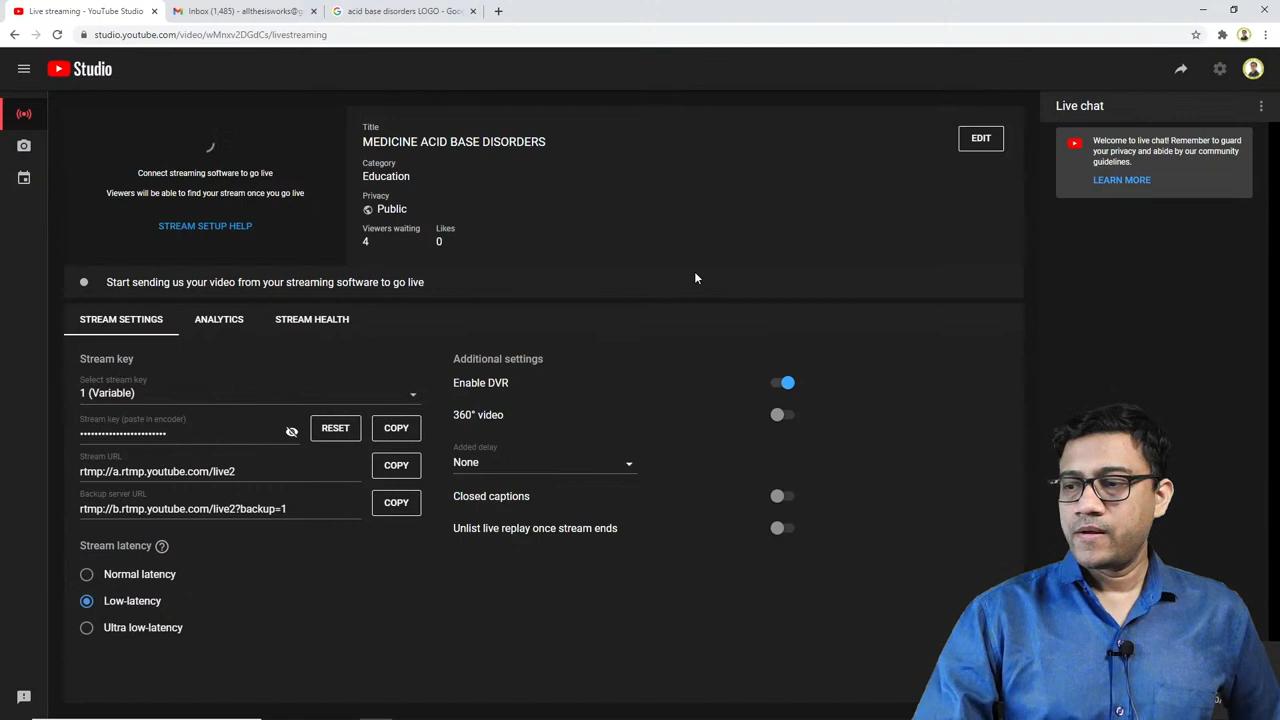 Live streaming - YouTube Studio
Inbox (1,485) - allthesisworks@g
acid base disorders LOGO - Goo
studio.youtube.com/video/wMnxv2DGdCs/livestreaming
Studio
Connect streaming software to go live
Viewers will be able to find your stream once you go live
STREAM SETUP HELP
Title
MEDICINE ACID BASE DISORDERS
Category
Education
Privacy
Public
Viewers waiting
4
Likes
0
EDIT
Live chat
Welcome to live chat! Remember to guard
your privacy and abide by our community
guidelines.
LEARN MORE
Start sending us your video from your streaming software to go live
STREAM SETTINGS
ANALYTICS
STREAM HEALTH
Stream key
Select stream key
1 (Variable)
Stream key (paste in encoder)
••••••••••••••••••••••••
RESET
COPY
Stream URL
rtmp://a.rtmp.youtube.com/live2
COPY
Backup server URL
rtmp://b.rtmp.youtube.com/live2?backup=1
COPY
Stream latency
Normal latency
Low-latency
Ultra low-latency
Additional settings
Enable DVR
360° video
Added delay
None
Closed captions
Unlist live replay once stream ends